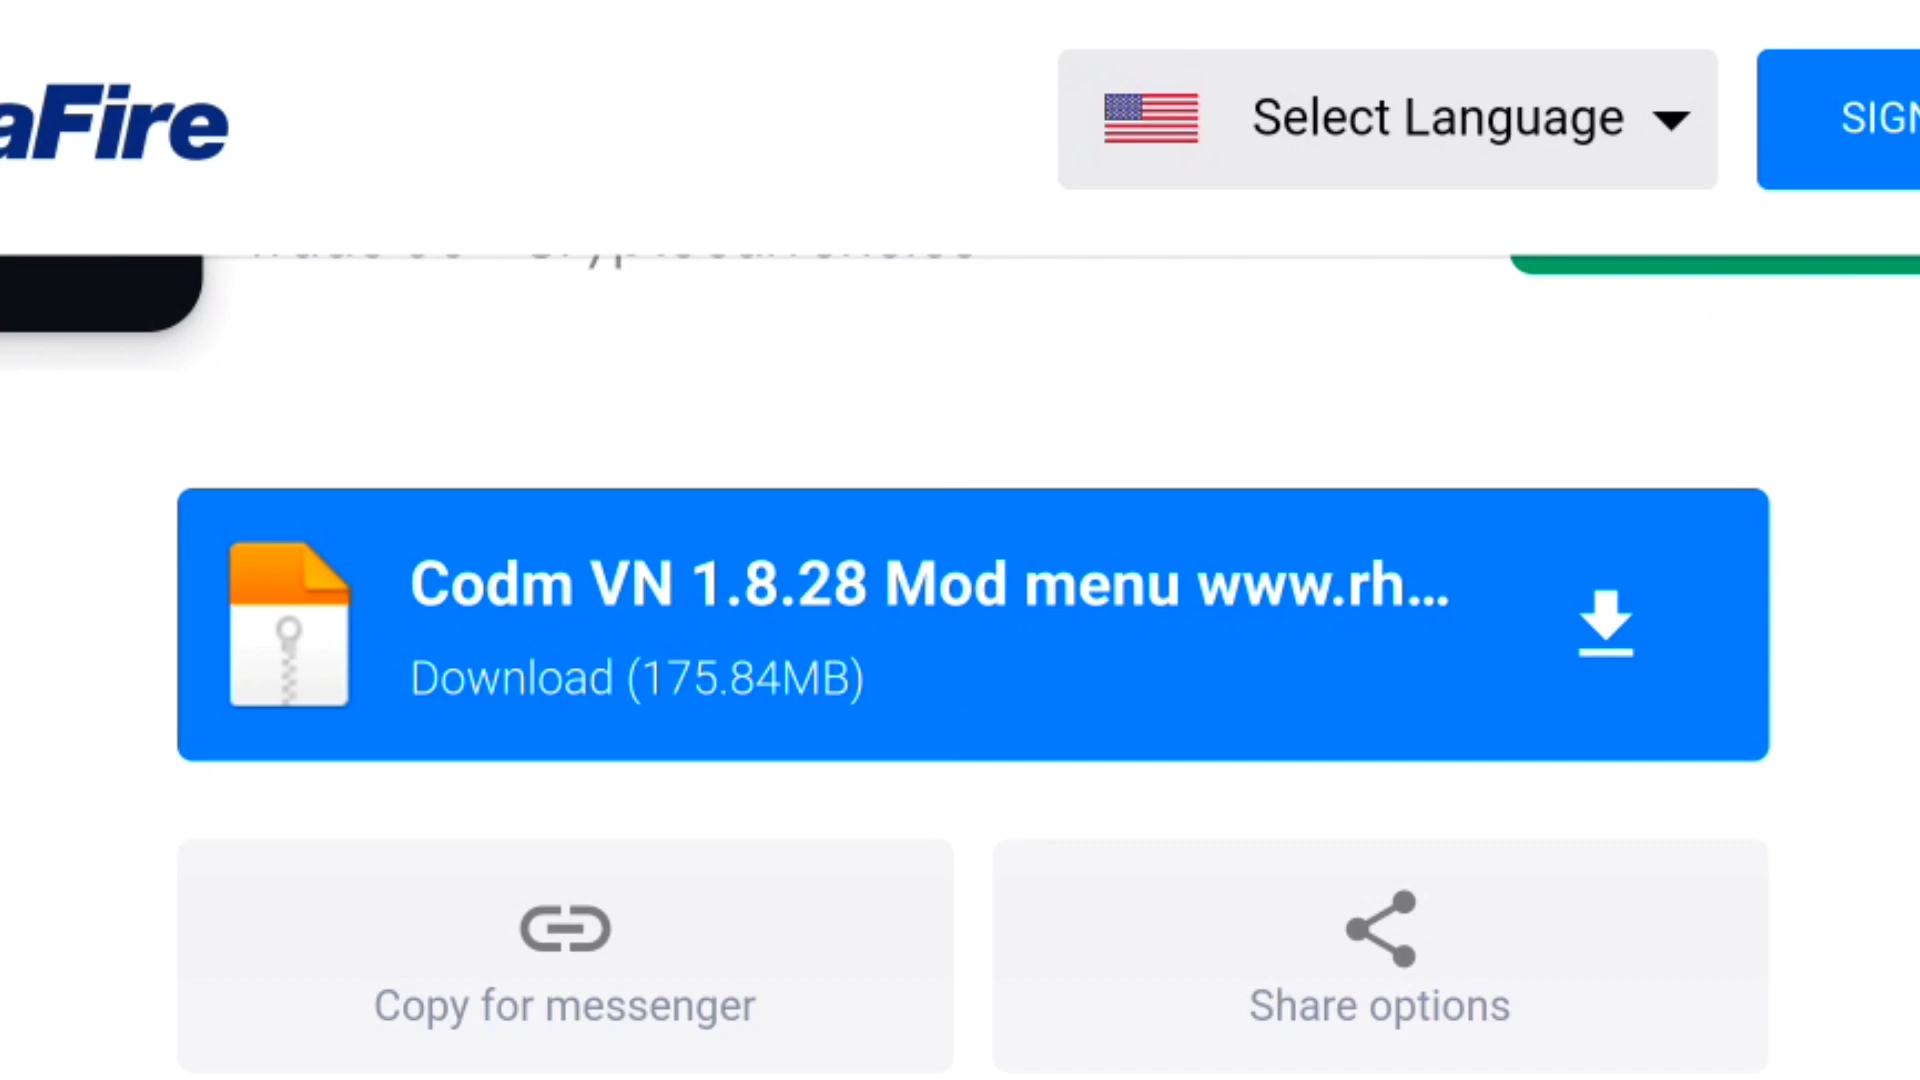 aFire
Select Language
SIGN
Codm VN 1.8.28 Mod menu www.rh...
Download (175.84MB)
Copy for messenger
Share options